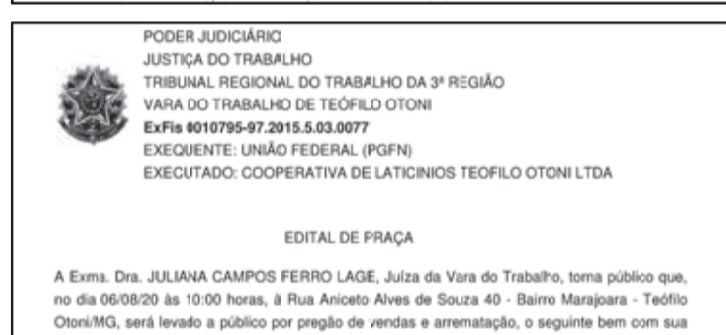 PODER JUDICIÁRIO
JUSTIÇA DO TRABALHO
TRIBUNAL REGIONAL DO TRABALHO DA 3ª REGIÃO
VARA DO TRABALHO DE TEÓFILO OTONI
ExFis 0010795-97.2015.5.03.0077
EXEQUENTE: UNIÃO FEDERAL (PGFN)
EXECUTADO: COOPERATIVA DE LATICINIOS TEOFILO OTONI LTDA
EDITAL DE PRAÇA
A Exma. Dra. JULIANA CAMPOS FERRO LAGE, Juíza da Vara do Trabalho, torna público que,
no dia 06/08/20 às 10:00 horas, à Rua Aniceto Alves de Souza 40 - Bairro Marajoara - Teófilo
Otoni/MG, será levado a público por pregão de vendas e arrematação, o seguinte bem com sua